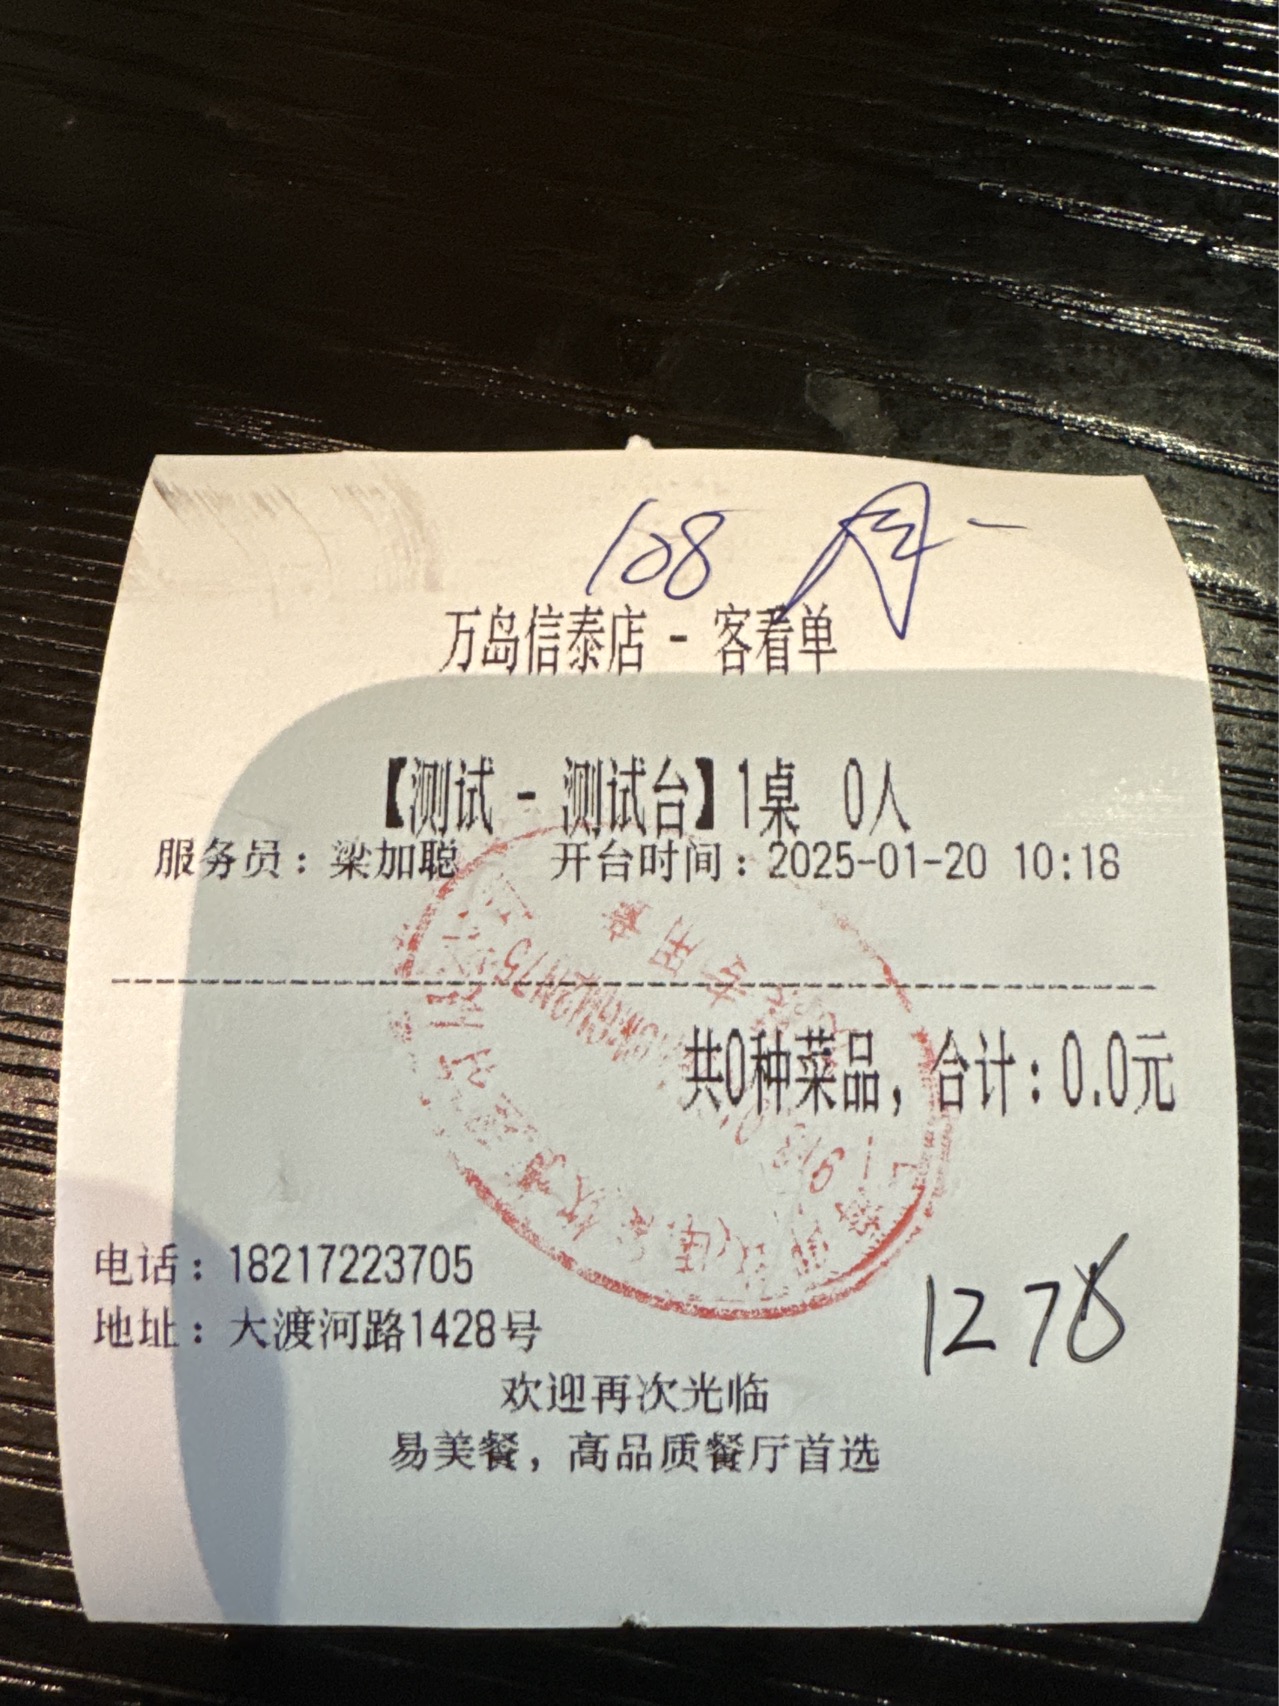 108
万岛信泰店 - 客看单
【测试 - 测试台】1桌 0人
服务员：梁加聪 开台时间：2025-01-20 10:18
共0种菜品，合计：0.0元
电话：18217223705
地址：大渡河路1428号
1278
欢迎再次光临
易美餐，高品质餐厅首选